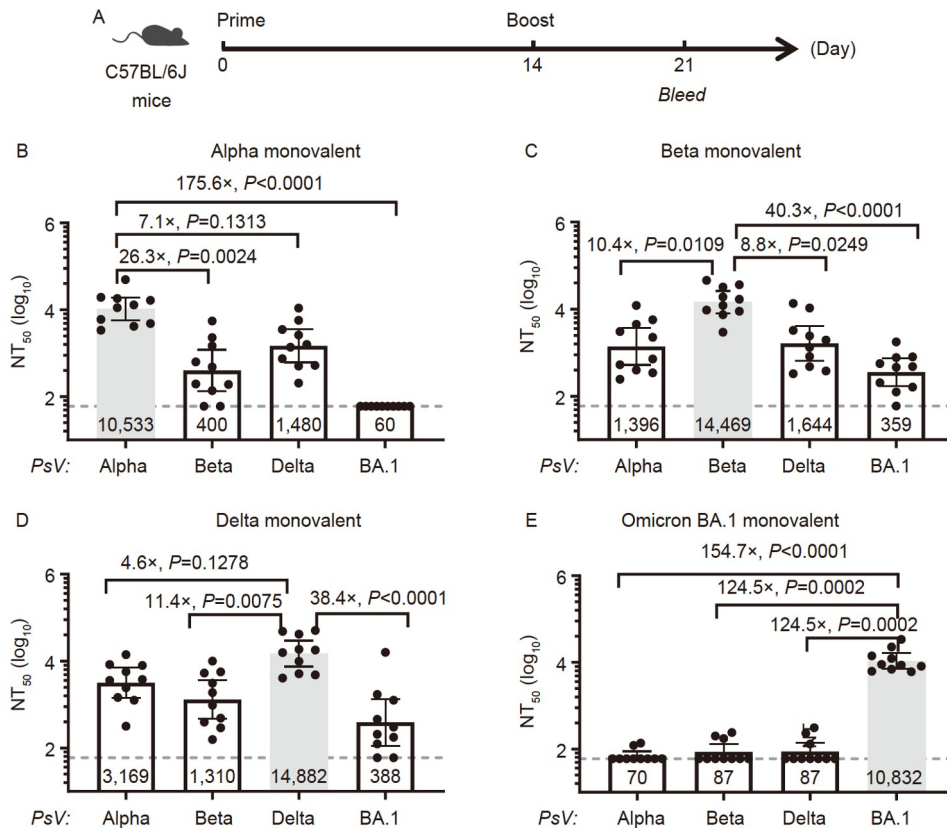 A
C57BL/6J
mice
Prime
Boost
0
14
21
(Day)
Bleed
B
Alpha monovalent
175.6×, P<0.0001
7.1×, P=0.1313
26.3×, P=0.0024
NT50 (log10)
6
4
2
10,533
400
1,480
60
PsV:
Alpha
Beta
Delta
BA.1
C
Beta monovalent
40.3×, P<0.0001
10.4×, P=0.0109
8.8×, P=0.0249
NT50 (log10)
6
4
2
1,396
14,469
1,644
359
PsV:
Alpha
Beta
Delta
BA.1
D
Delta monovalent
4.6×, P=0.1278
11.4×, P=0.0075
38.4×, P<0.0001
NT50 (log10)
6
4
2
3,169
1,310
14,882
388
PsV:
Alpha
Beta
Delta
BA.1
E
Omicron BA.1 monovalent
154.7×, P<0.0001
124.5×, P=0.0002
124.5×, P=0.0002
NT50 (log10)
6
4
2
70
87
87
10,832
PsV:
Alpha
Beta
Delta
BA.1